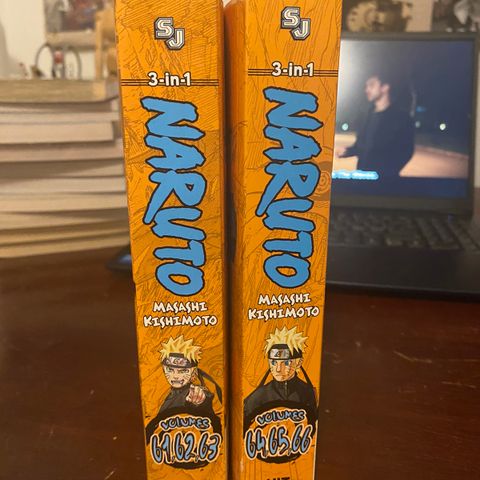 SJ
3-in-1
NARUTO
MASASHI
KISHIMOTO
VOLUMES
61,62,63
SJ
3-in-1
NARUTO
MASASHI
KISHIMOTO
VOLUMES
64,65,66